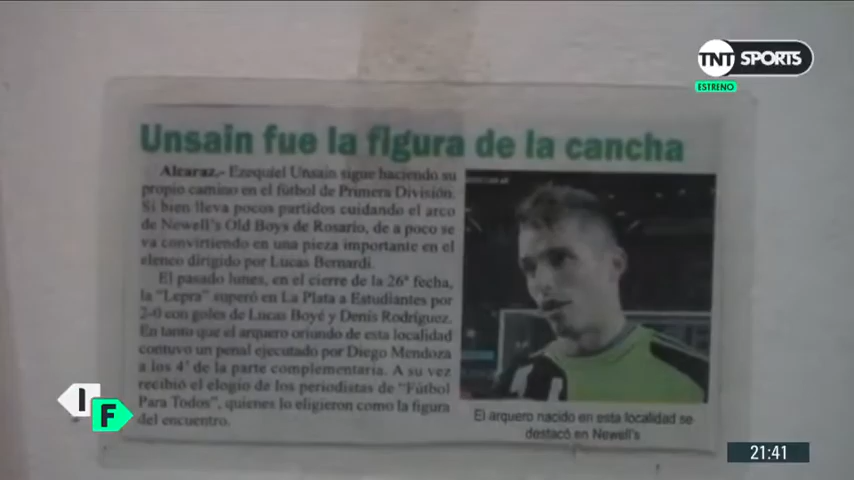 TNT SPORTS
ESTRENO
Unsain fue la figura de la cancha
Alcaraz.- Ezequiel Unsain sigue haciendo su
propio camino en el fútbol de Primera División.
Si bien lleva pocos partidos cuidando el arco
de Newell's Old Boys de Rosario, de a poco se
va convirtiendo en una pieza importante en el
elenco dirigido por Lucas Bernardi.
El pasado lunes, en el cierre de la 26ª fecha,
la "Lepra" superó en La Plata a Estudiantes por
2-0 con goles de Lucas Boyé y Denis Rodríguez.
En tanto que el arquero oriundo de esta localidad
contuvo un penal ejecutado por Diego Mendoza
a los 4' de la parte complementaria. A su vez
recibió el elogio de los periodistas de "Fútbol
Para Todos", quienes lo eligieron como la figura
del encuentro.
El arquero nacido en esta localidad se
destacó en Newell's
I
F
21:41